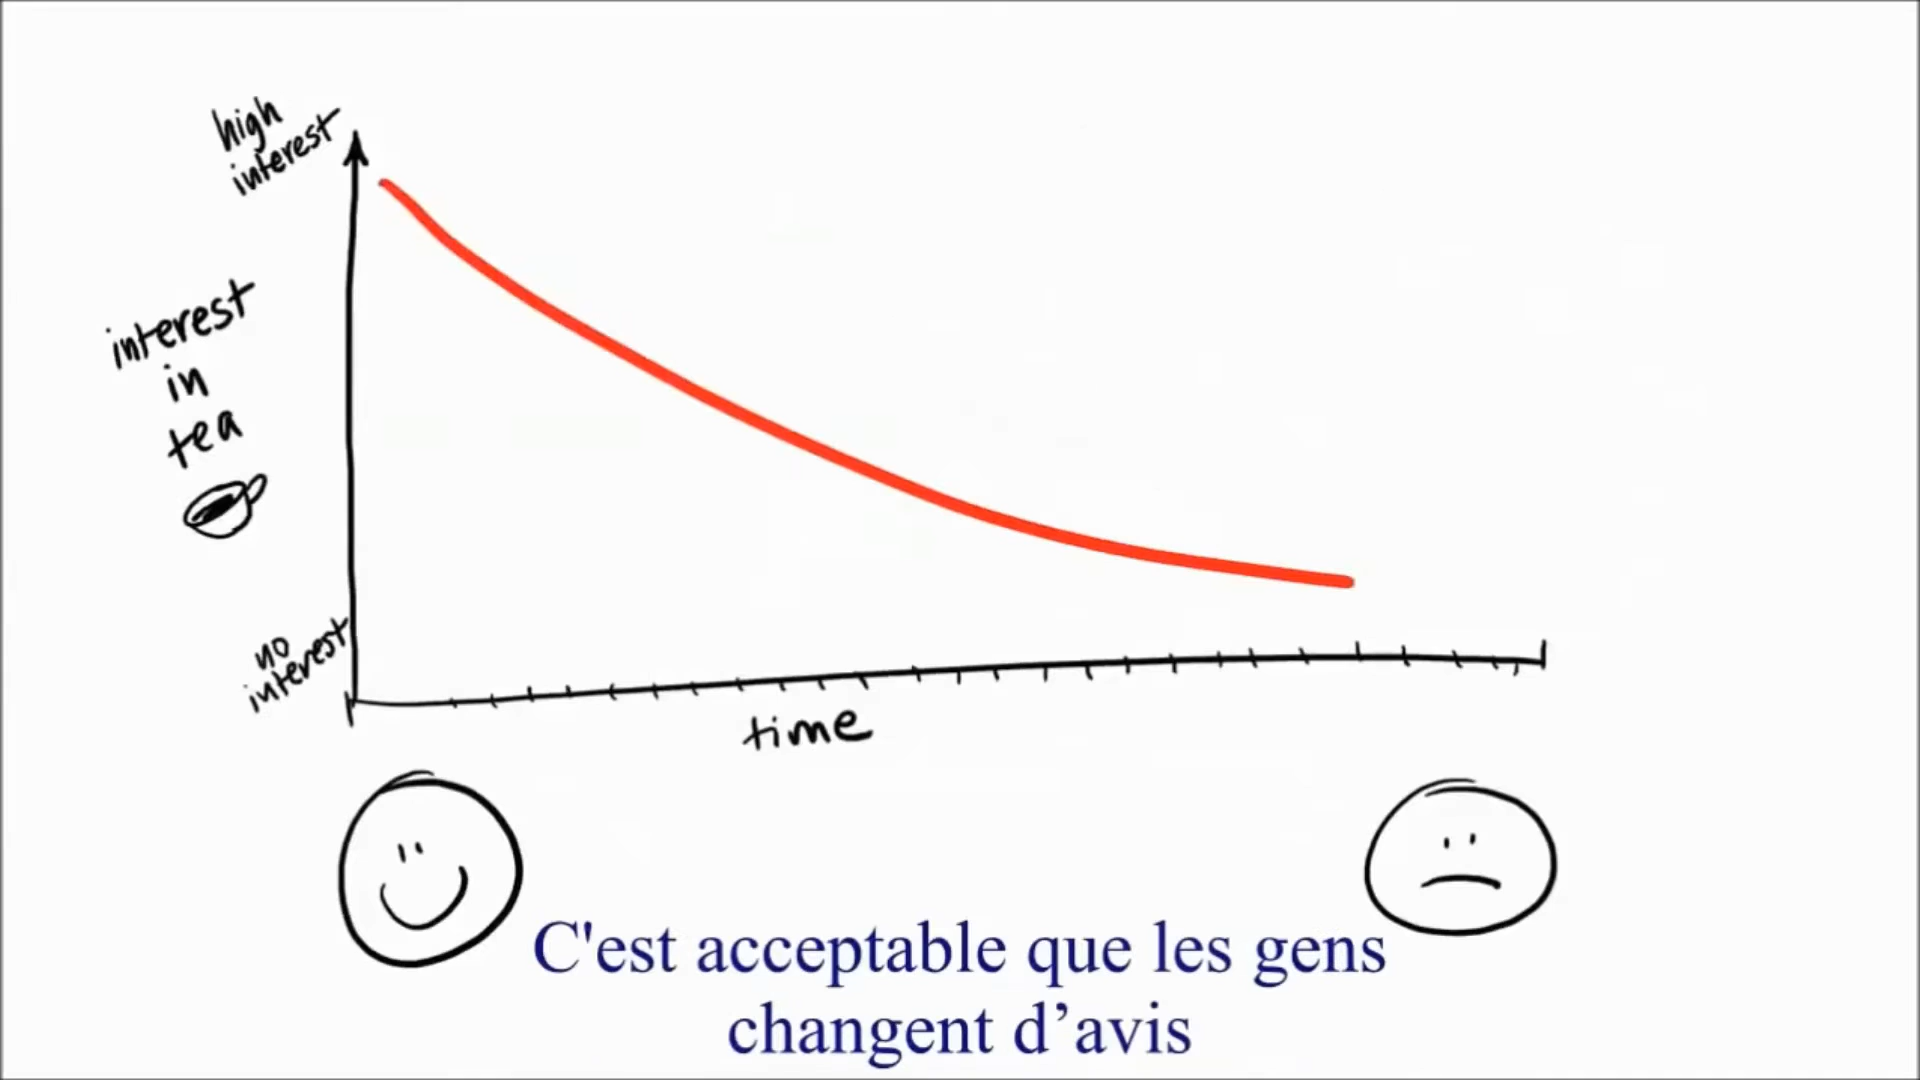 high
interest
interest
in
tea
no
interest
time
C'est acceptable que les gens
changent d’avis